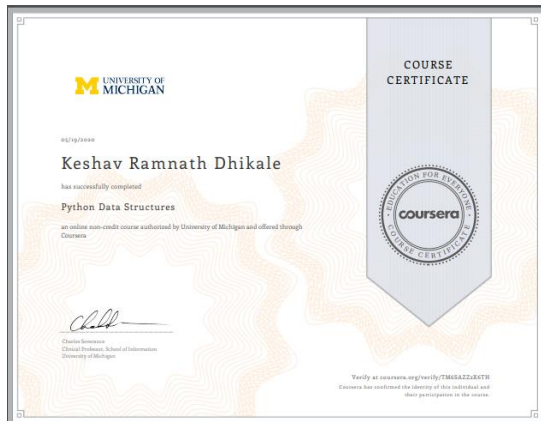 UNIVERSITY OF
MICHIGAN
COURSE
CERTIFICATE
05/19/2020
Keshav Ramnath Dhikale
has successfully completed
Python Data Structures
an online non-credit course authorized by University of Michigan and offered through
Coursera
EDUCATION FOR EVERYONE
coursera
COURSE CERTIFICATE
Charles Severance
Clinical Professor, School of Information
University of Michigan
Verify at coursera.org/verify/
Coursera has confirmed the identity of this individual and
their participation in the course.